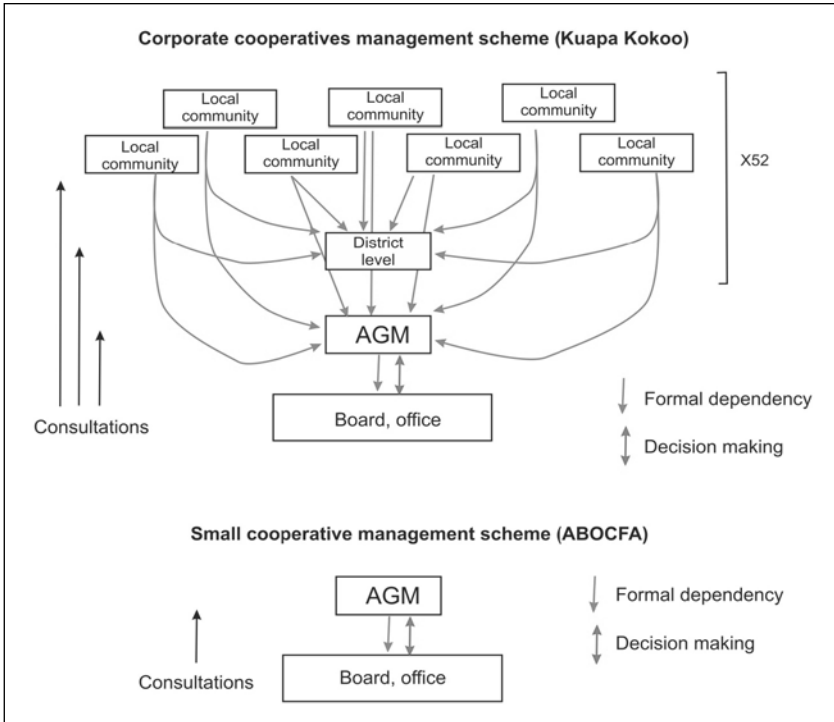 Corporate cooperatives management scheme (Kuapa Kokoo)
Local
community
Local
community
Local
community
Local
community
Local
community
Local
community
Local
community
X52
District
level
AGM
Board, office
Consultations
Formal dependency
Decision making
Small cooperative management scheme (ABOCFA)
AGM
Board, office
Consultations
Formal dependency
Decision making